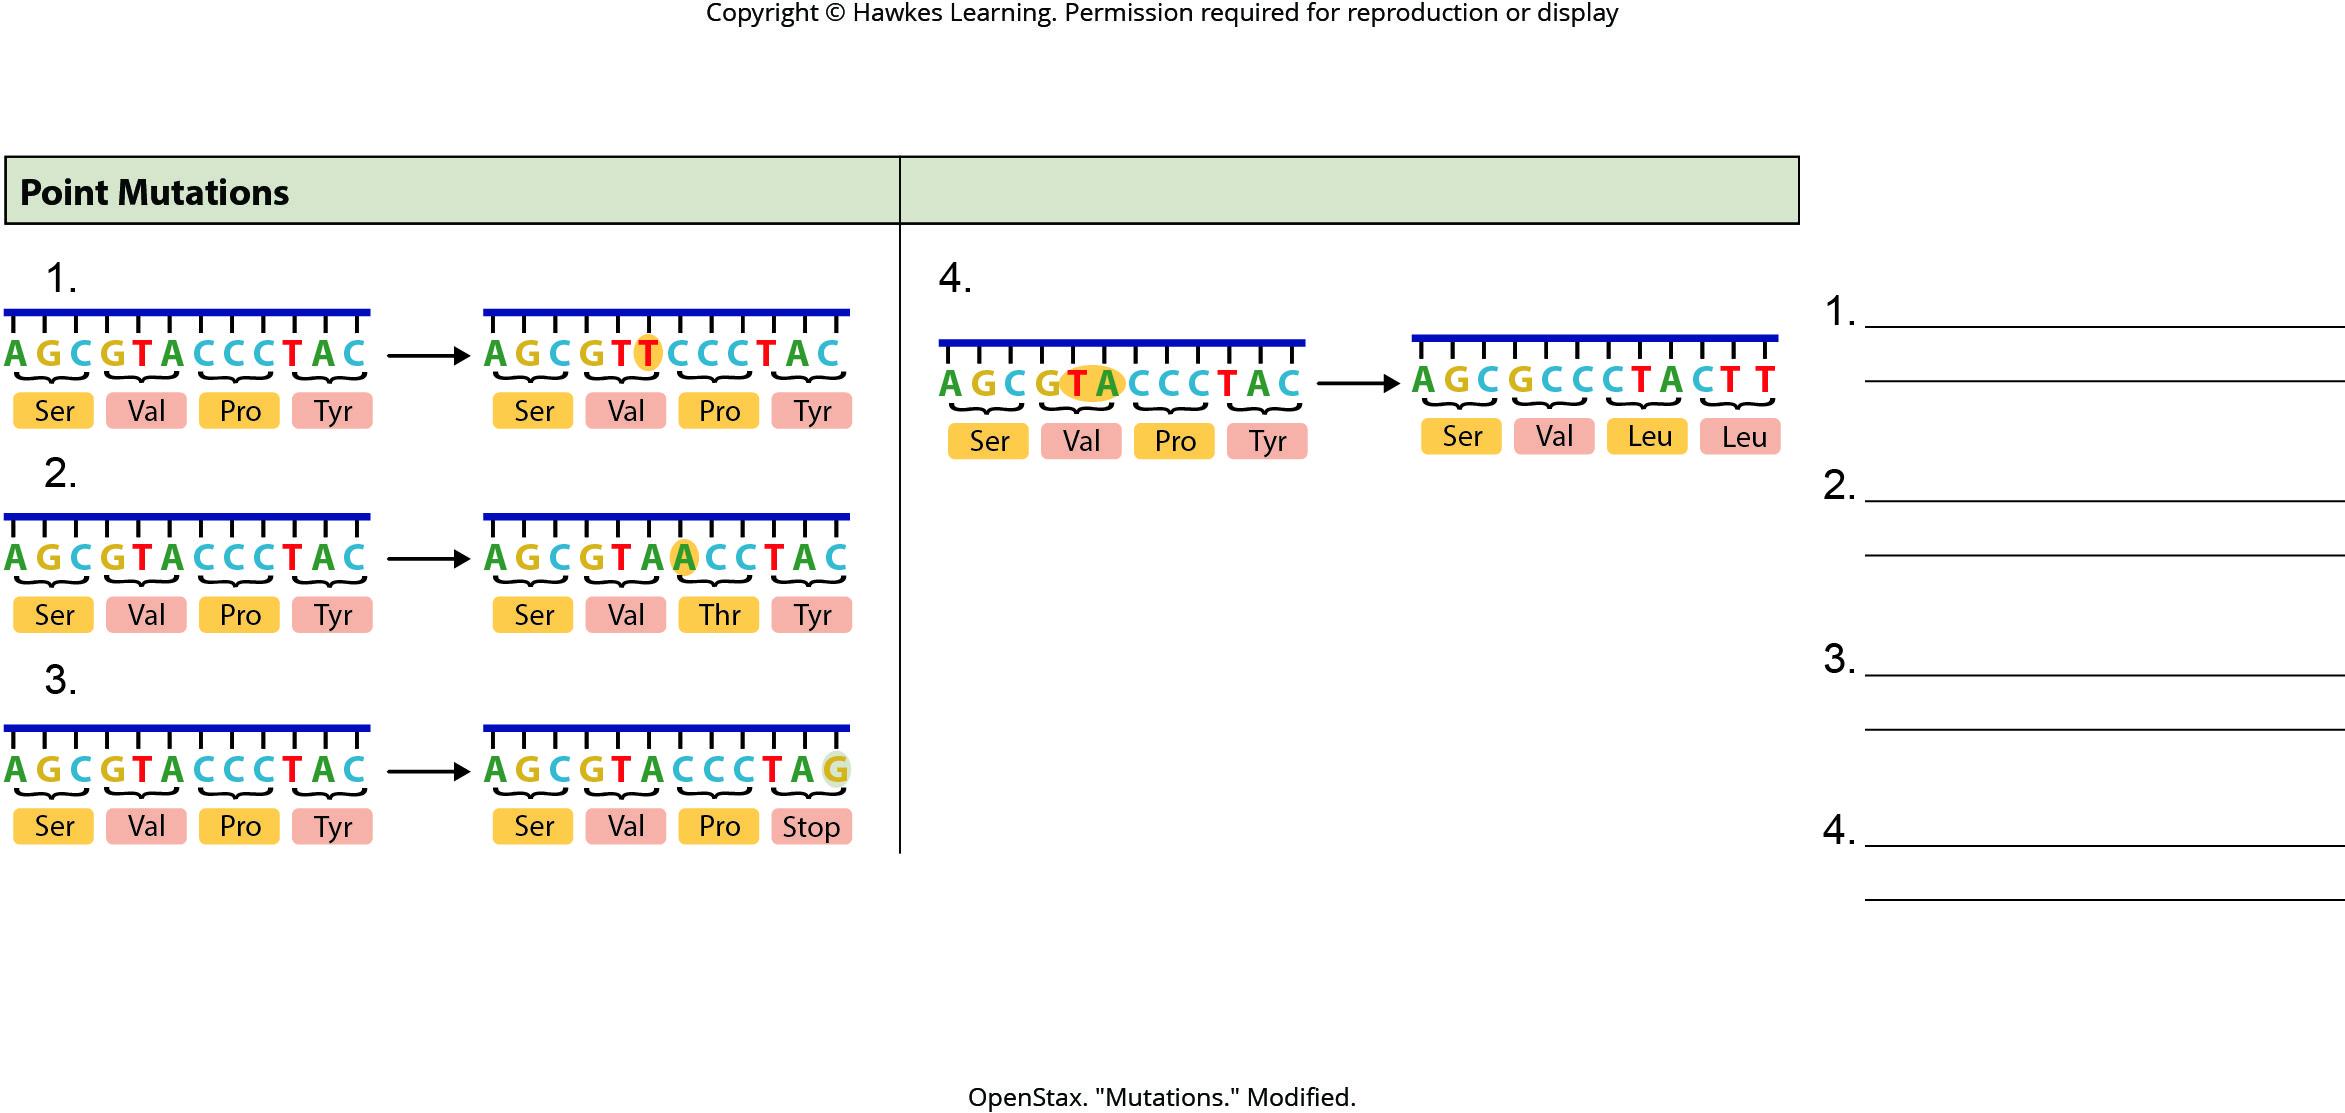 Copyright © Hawkes Learning. Permission required for reproduction or display
Point Mutations
1.
A G C G T A C C C T A C
A G C G T T C C C T A C
Ser Val Pro Tyr
Ser Val Pro Tyr
2.
A G C G T A C C C T A C
A G C G T A A C C T A C
Ser Val Pro Tyr
Ser Val Thr Tyr
3.
A G C G T A C C C T A C
A G C G T A C C C T A G
Ser Val Pro Tyr
Ser Val Pro Stop
4.
A G C G T A C C C T A C
A G C G C C C T A C T T
Ser Val Pro Tyr
Ser Val Leu Leu
1.
2.
3.
4.
OpenStax. "Mutations." Modified.